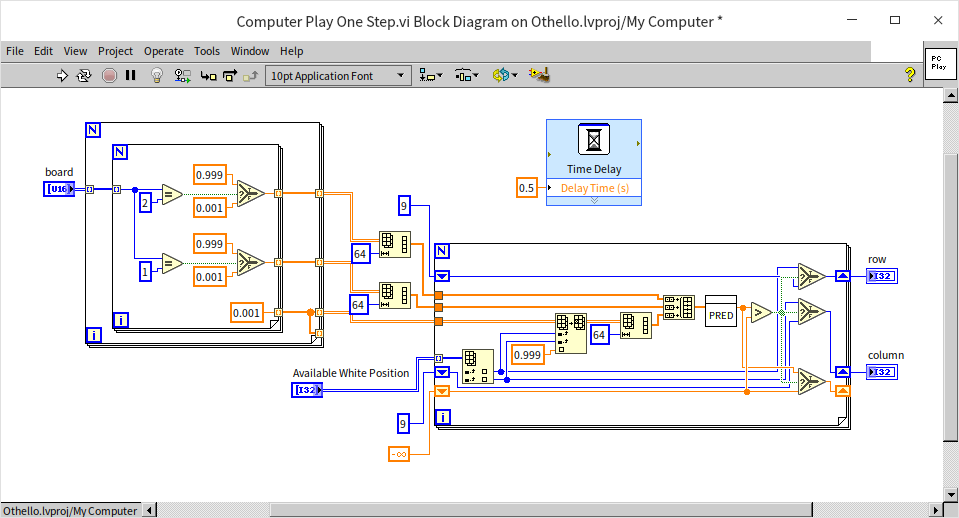 Computer Play One Step.vi Block Diagram on Othello.lvproj/My Computer *
File Edit View Project Operate Tools Window Help
10pt Application Font
PC
Play
N
N
board
[U16]
2
=
0.999
0.001
?
T
F
1
=
0.999
0.001
?
T
F
0.001
i
i
Time Delay
0.5
Delay Time (s)
9
64
64
N
row
I32
0.999
64
PRED
>
?
T
F
?
T
F
?
T
F
Available White Position
[I32]
column
I32
9
i
-∞
Othello.lvproj/My Computer